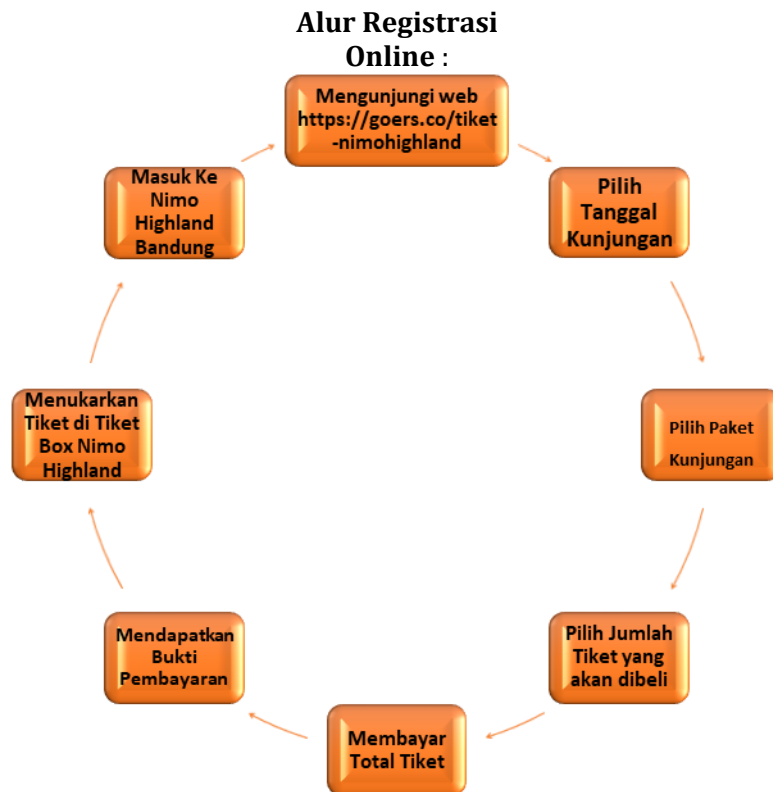 Alur Registrasi
Online :
Mengunjungi web
https://goers.co/tiket
-nimohighland
Pilih
Tanggal
Kunjungan
Pilih Paket
Kunjungan
Pilih Jumlah
Tiket yang
akan dibeli
Membayar
Total Tiket
Mendapatkan
Bukti
Pembayaran
Menukarkan
Tiket di Tiket
Box Nimo
Highland
Masuk Ke
Nimo
Highland
Bandung